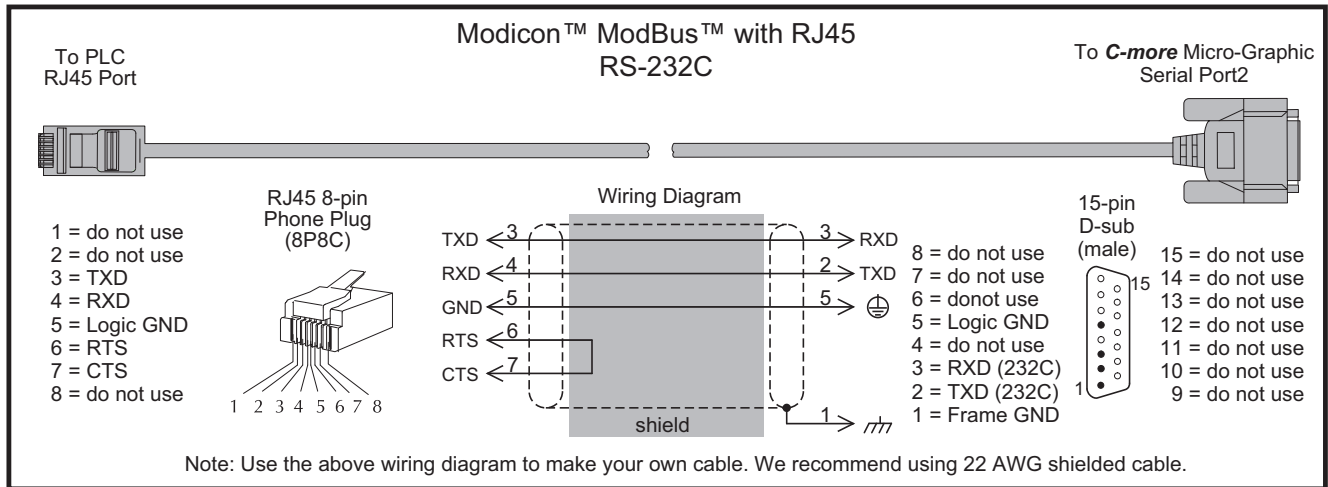 Modicon™ ModBus™ with RJ45
RS-232C
To PLC
RJ45 Port
To C-more Micro-Graphic
Serial Port2
RJ45 8-pin
Phone Plug
(8P8C)
1 = do not use
2 = do not use
3 = TXD
4 = RXD
5 = Logic GND
6 = RTS
7 = CTS
8 = do not use
1 2 3 4 5 6 7 8
Wiring Diagram
TXD 3 3 RXD
RXD 4 2 TXD
GND 5 5
RTS 6
CTS 7
1
shield
8 = do not use
7 = do not use
6 = donot use
5 = Logic GND
4 = do not use
3 = RXD (232C)
2 = TXD (232C)
1 = Frame GND
15-pin
D-sub
(male)
15
1
15 = do not use
14 = do not use
13 = do not use
12 = do not use
11 = do not use
10 = do not use
9 = do not use
Note: Use the above wiring diagram to make your own cable. We recommend using 22 AWG shielded cable.